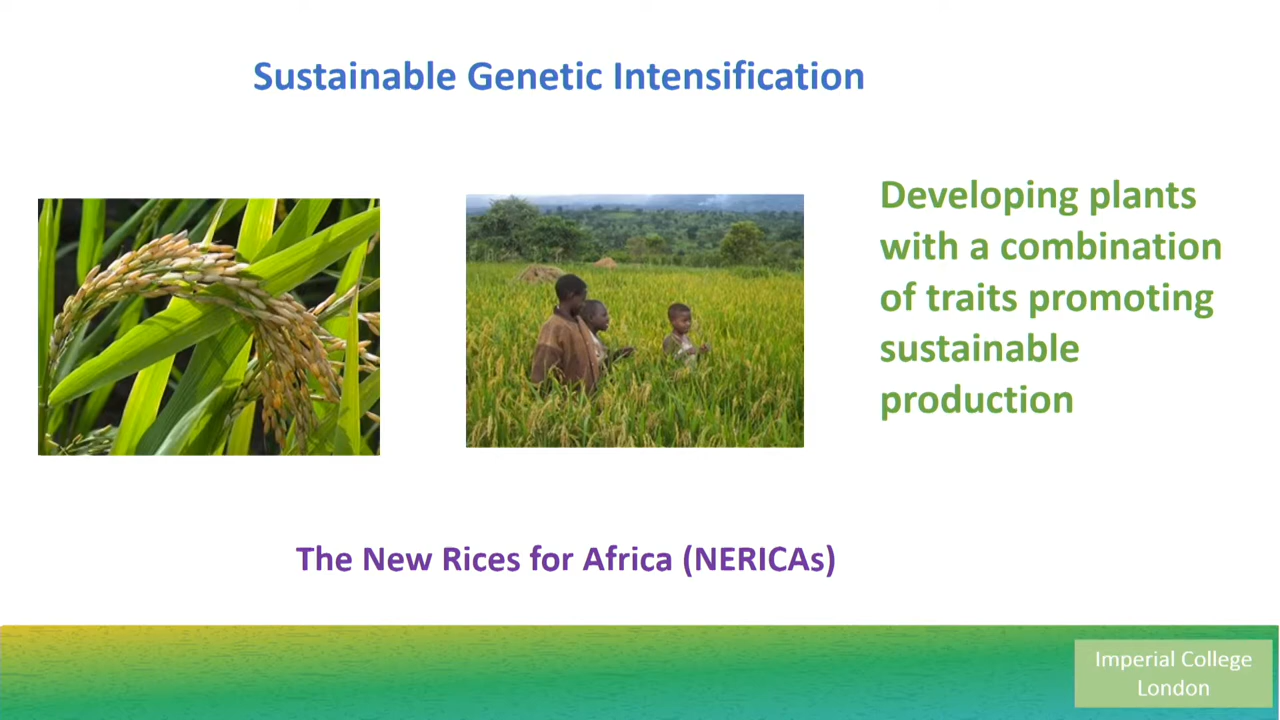 Sustainable Genetic Intensification
Developing plants
with a combination
of traits promoting
sustainable
production
The New Rices for Africa (NERICAs)
Imperial College
London